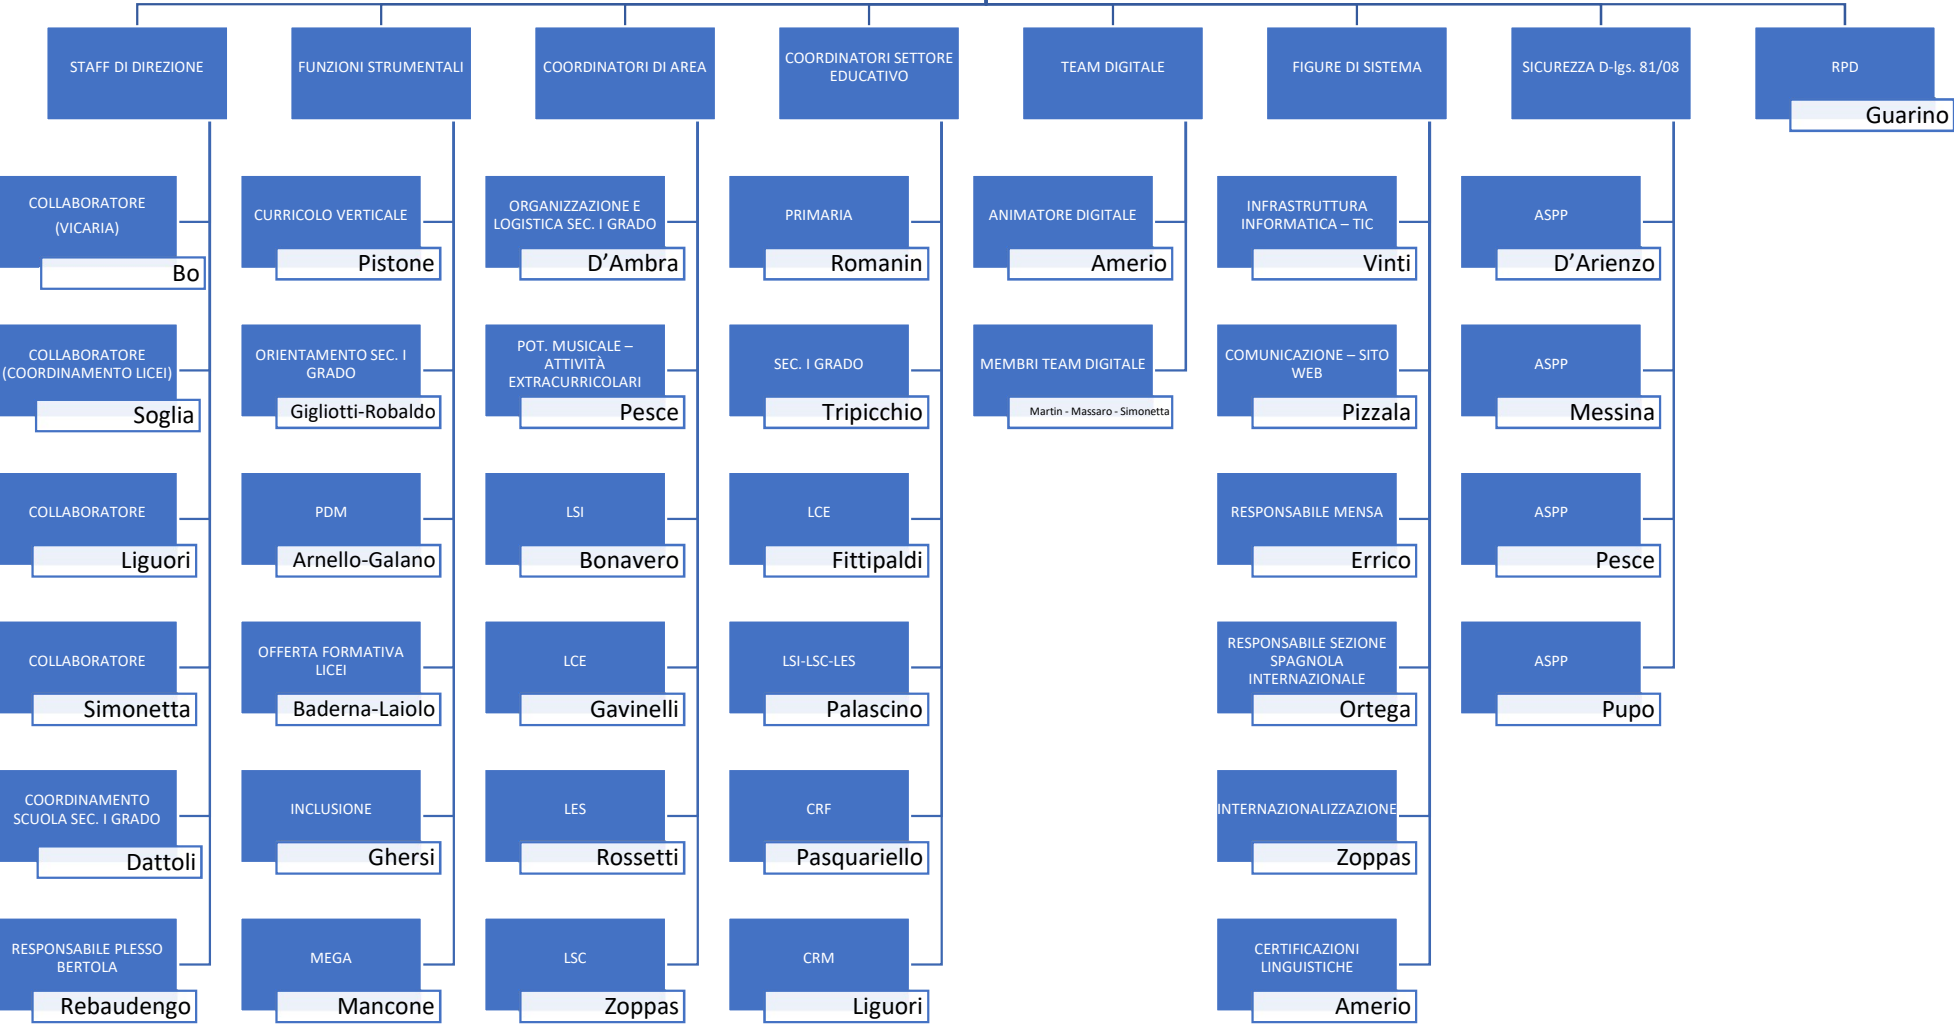 STAFF DI DIREZIONE
COLLABORATORE
(VICARIA)
Bo
COLLABORATORE
(COORDINAMENTO LICEI)
Soglia
COLLABORATORE
Liguori
COLLABORATORE
Simonetta
COORDINAMENTO
SCUOLA SEC. I GRADO
Dattoli
RESPONSABILE PLESSO
BERTOLA
Rebaudengo
FUNZIONI STRUMENTALI
CURRICOLO VERTICALE
Pistone
ORIENTAMENTO SEC. I
GRADO
Gigliotti-Robaldo
PDM
Arnello-Galano
OFFERTA FORMATIVA
LICEI
Baderna-Laiolo
INCLUSIONE
Ghersi
MEGA
Mancone
COORDINATORI DI AREA
ORGANIZZAZIONE E
LOGISTICA SEC. I GRADO
D’Ambra
POT. MUSICALE –
ATTIVITÀ
EXTRACURRICOLARI
Pesce
LSI
Bonavero
LCE
Gavinelli
LES
Rossetti
LSC
Zoppas
COORDINATORI SETTORE
EDUCATIVO
PRIMARIA
Romanin
SEC. I GRADO
Tripicchio
LCE
Fittipaldi
LSI-LSC-LES
Palascino
CRF
Pasquariello
CRM
Liguori
TEAM DIGITALE
ANIMATORE DIGITALE
Amerio
MEMBRI TEAM DIGITALE
Martin - Massaro - Simonetta
FIGURE DI SISTEMA
INFRASTRUTTURA
INFORMATICA – TIC
Vinti
COMUNICAZIONE – SITO
WEB
Pizzala
RESPONSABILE MENSA
Errico
RESPONSABILE SEZIONE
SPAGNOLA
INTERNAZIONALE
Ortega
INTERNAZIONALIZZAZIONE
Zoppas
CERTIFICAZIONI
LINGUISTICHE
Amerio
SICUREZZA D-lgs. 81/08
ASPP
D’Arienzo
ASPP
Messina
ASPP
Pesce
ASPP
Pupo
RPD
Guarino